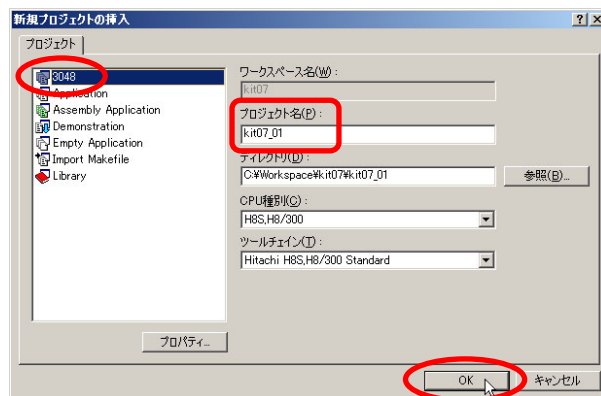 新規プロジェクトの挿入
プロジェクト
3048
Application
Assembly Application
Demonstration
Empty Application
Import Makefile
Library
プロパティ...
ワークスペース名(W):
kit07
プロジェクト名(P):
kit07_01
ディレクトリ(D):
C:¥Workspace¥kit07¥kit07_01
参照(B)...
CPU種別(C):
H8S,H8/300
ツールチェイン(T):
Hitachi H8S,H8/300 Standard
OK
キャンセル